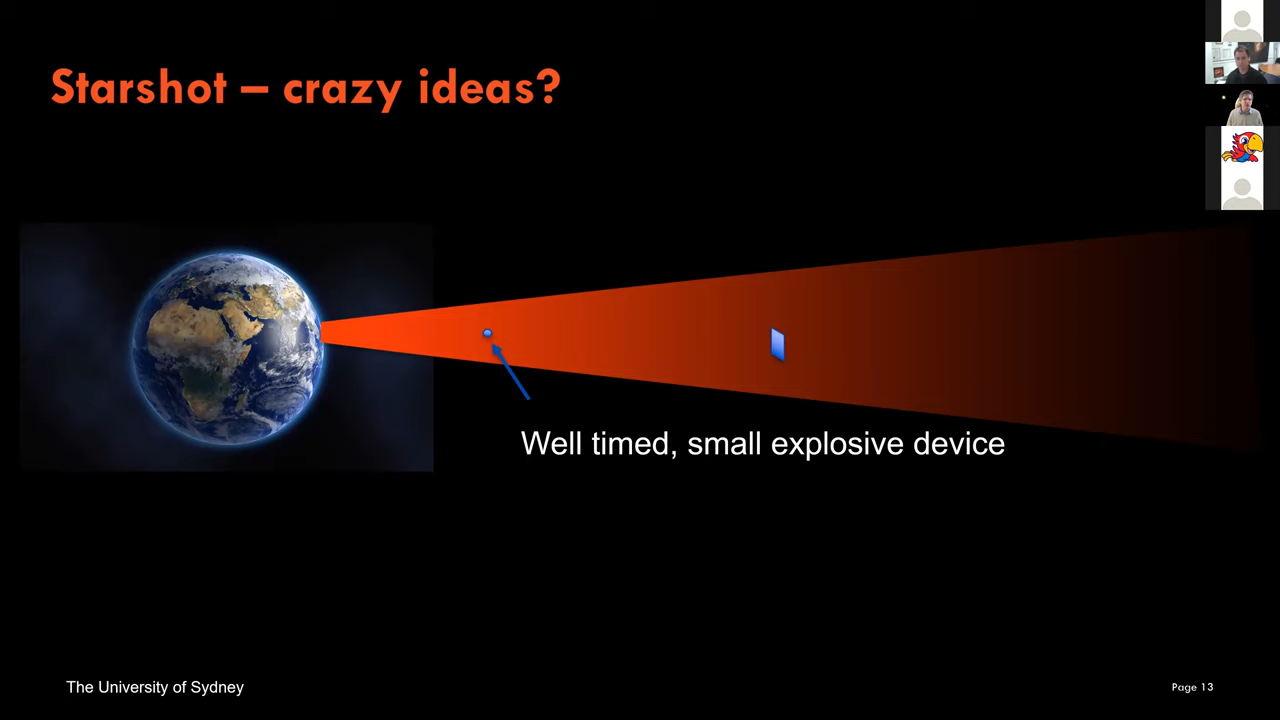 Starshot – crazy ideas?
Well timed, small explosive device
The University of Sydney
Page 13